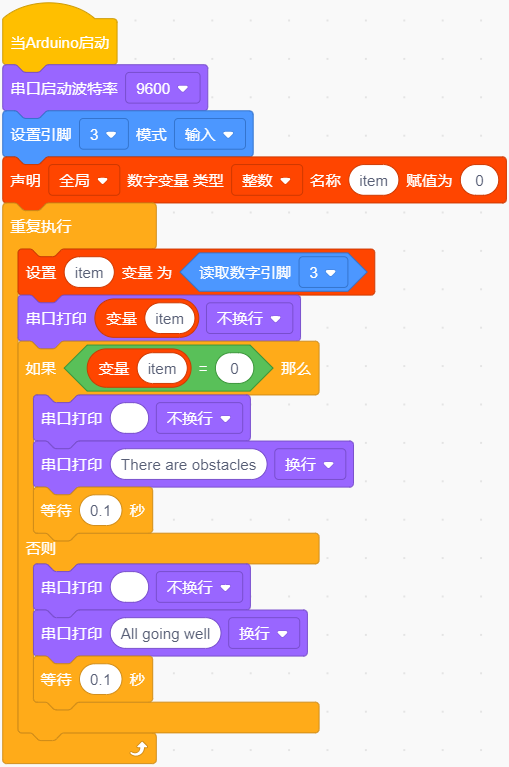 当Arduino启动
串口启动波特率 9600
设置引脚 3 模式 输入
声明 全局 数字变量 类型 整数 名称 item 赋值为 0
重复执行
设置 item 变量 为 读取数字引脚 3
串口打印 变量 item 不换行
如果 变量 item = 0 那么
串口打印 不换行
串口打印 There are obstacles 换行
等待 0.1 秒
否则
串口打印 不换行
串口打印 All going well 换行
等待 0.1 秒